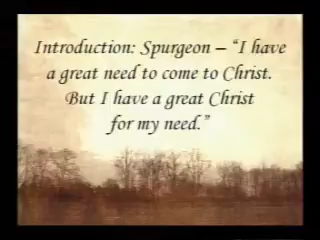 Introduction: Spurgeon – “I have
a great need to come to Christ.
But I have a great Christ
for my need.”